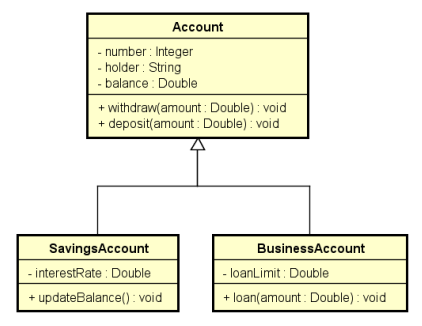 Account
- number : Integer
- holder : String
- balance : Double
+ withdraw(amount : Double) : void
+ deposit(amount : Double) : void
SavingsAccount
- interestRate : Double
+ updateBalance() : void
BusinessAccount
- loanLimit : Double
+ loan(amount : Double) : void